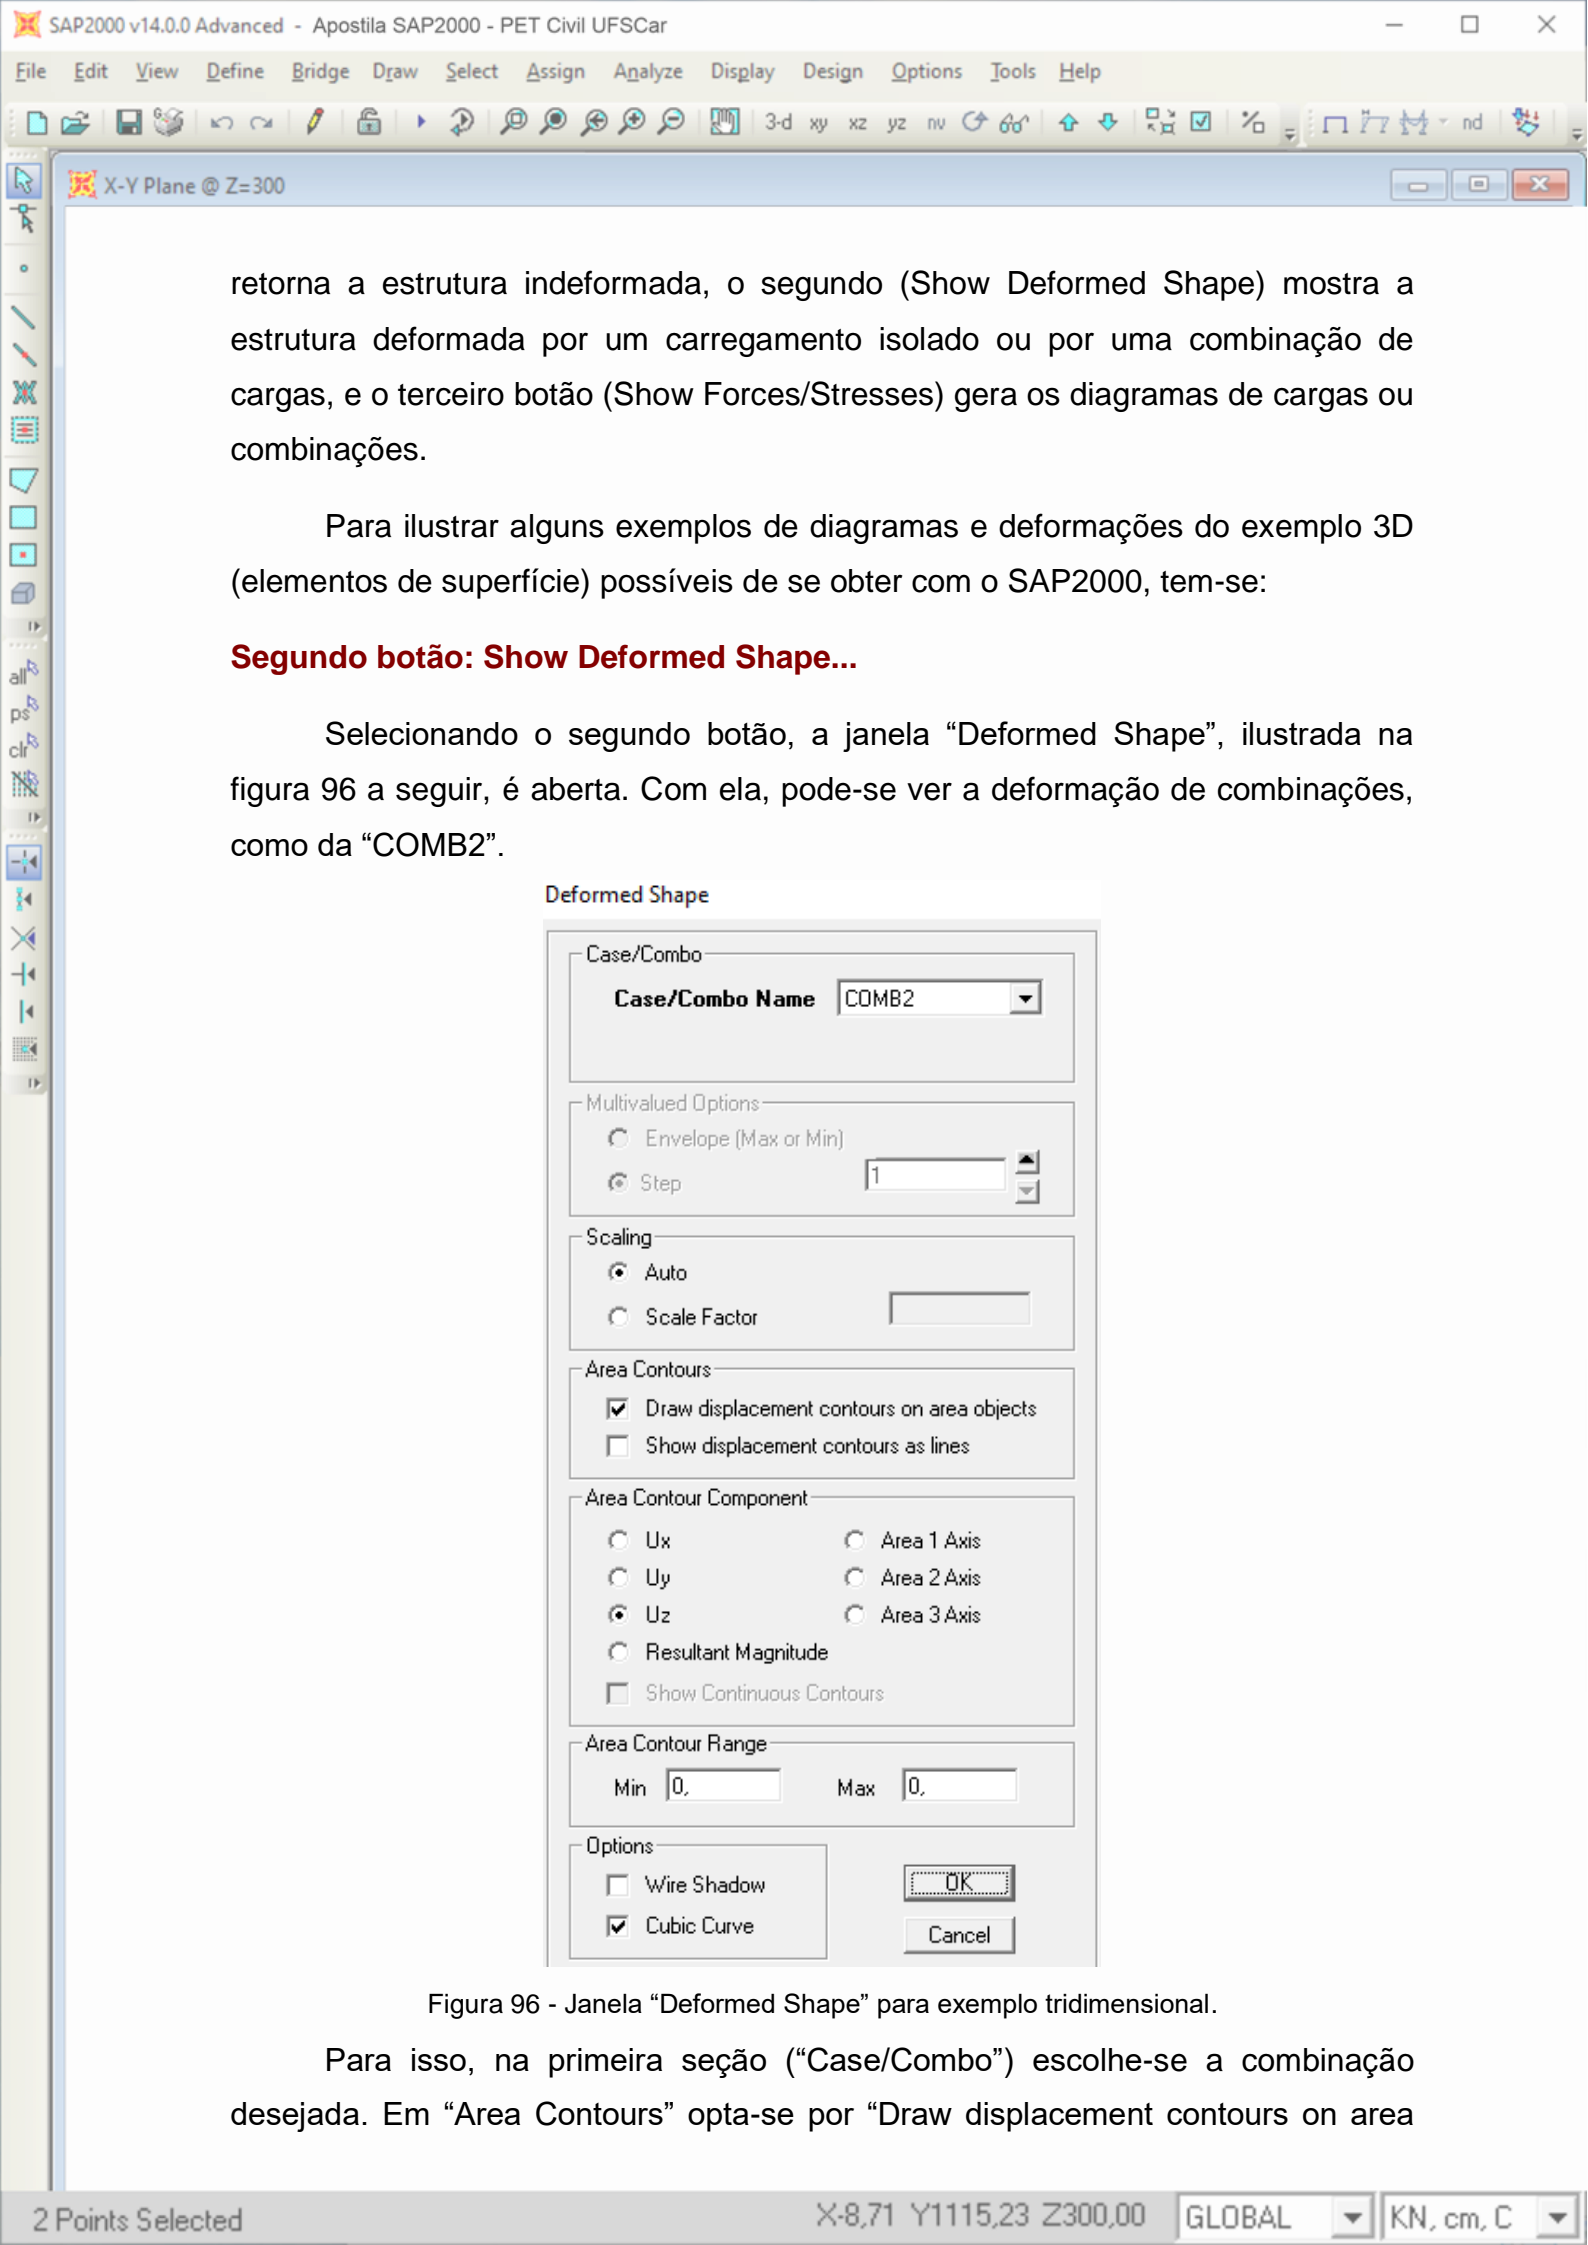 SAP2000 v14.0.0 Advanced - Apostila SAP2000 - PET Civil UFSCar
File Edit View Define Bridge Draw Select Assign Analyze Display Design Options Tools Help
3-d xy xz yz nv nd
X-Y Plane @ Z=300
all
ps
clr
retorna a estrutura indeformada, o segundo (Show Deformed Shape) mostra a
estrutura deformada por um carregamento isolado ou por uma combinação de
cargas, e o terceiro botão (Show Forces/Stresses) gera os diagramas de cargas ou
combinações.
Para ilustrar alguns exemplos de diagramas e deformações do exemplo 3D
(elementos de superfície) possíveis de se obter com o SAP2000, tem-se:
Segundo botão: Show Deformed Shape...
Selecionando o segundo botão, a janela “Deformed Shape”, ilustrada na
figura 96 a seguir, é aberta. Com ela, pode-se ver a deformação de combinações,
como da “COMB2”.
Deformed Shape
Case/Combo
Case/Combo Name COMB2
Multivalued Options
Envelope (Max or Min)
Step 1
Scaling
Auto
Scale Factor
Area Contours
Draw displacement contours on area objects
Show displacement contours as lines
Area Contour Component
Ux Area 1 Axis
Uy Area 2 Axis
Uz Area 3 Axis
Resultant Magnitude
Show Continuous Contours
Area Contour Range
Min 0, Max 0,
Options
Wire Shadow OK
Cubic Curve Cancel
Figura 96 - Janela “Deformed Shape” para exemplo tridimensional.
Para isso, na primeira seção (“Case/Combo”) escolhe-se a combinação
desejada. Em “Area Contours” opta-se por “Draw displacement contours on area
2 Points Selected X-8,71 Y1115,23 Z300,00 GLOBAL KN, cm, C